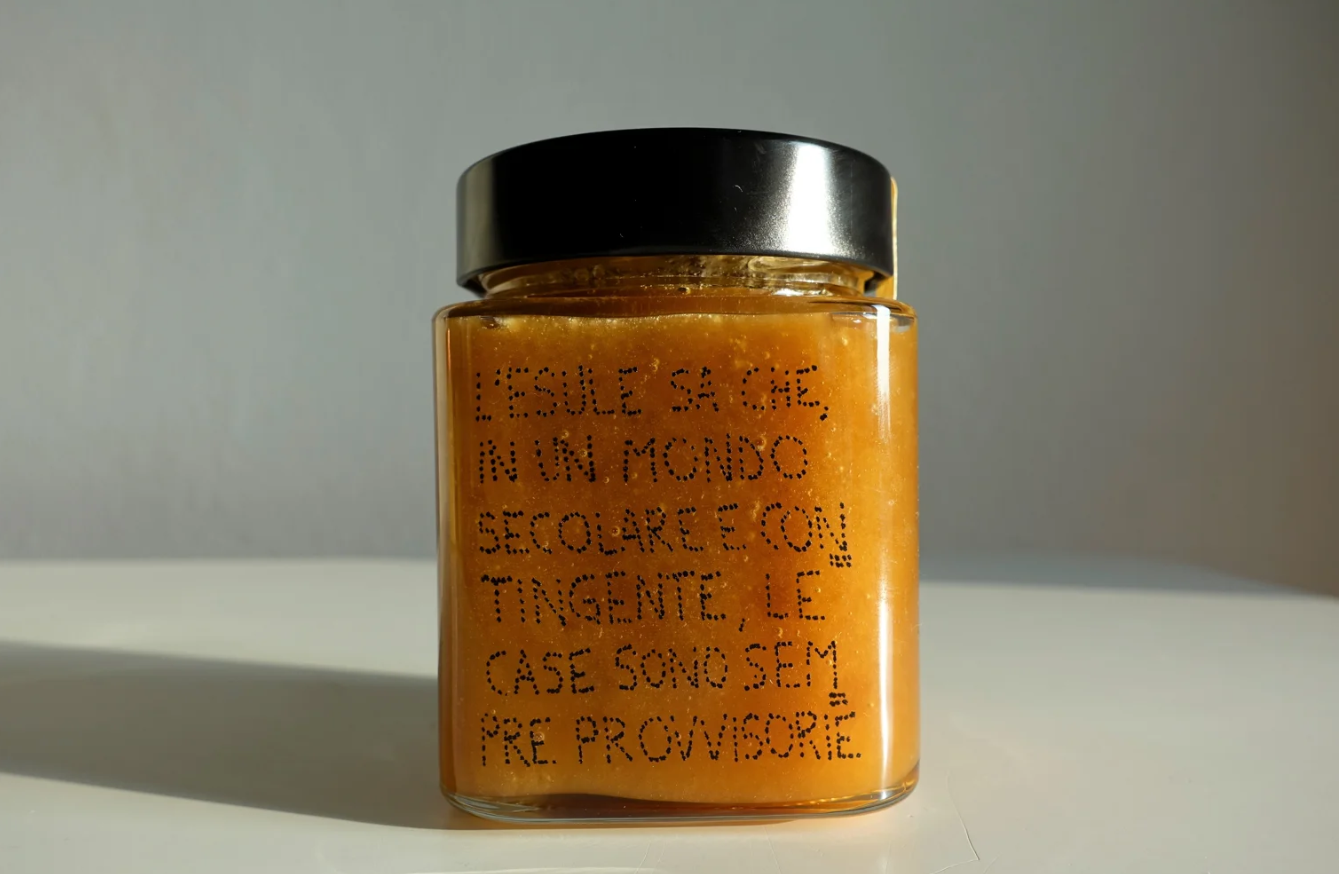 L'ESULE SA CHE,
IN UN MONDO
SECOLARE E CON=
TINGENTE, LE
CASE SONO SEM=
PRE PROVVISORIE